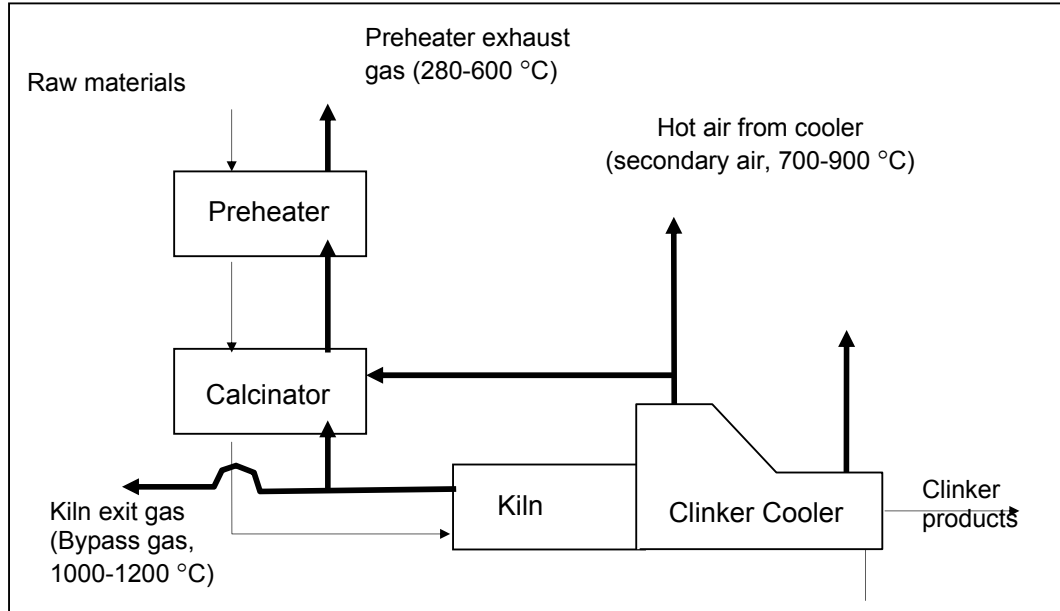 Preheater exhaust
gas (280-600 °C)
Raw materials
Hot air from cooler
(secondary air, 700-900 °C)
Preheater
Calcinator
Kiln exit gas
(Bypass gas,
1000-1200 °C)
Kiln
Clinker Cooler
Clinker
products